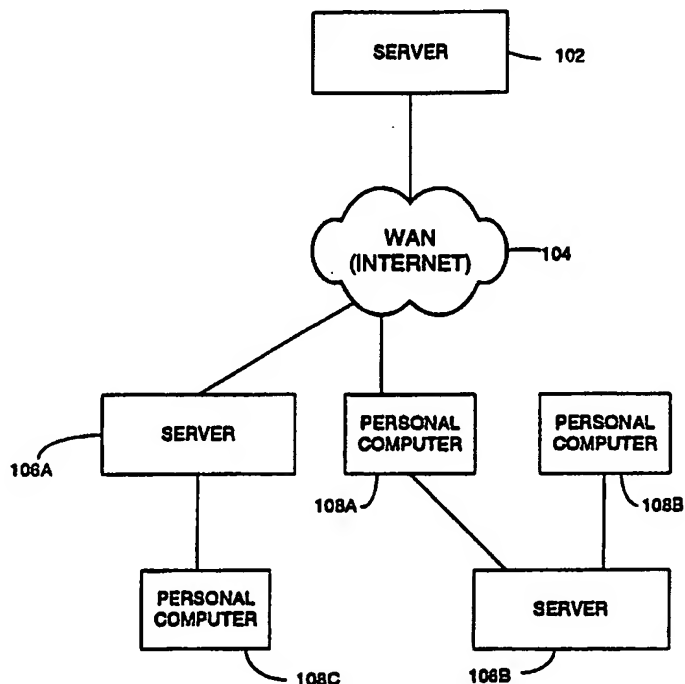 SERVER
102
WAN
(INTERNET)
104
SERVER
106A
PERSONAL
COMPUTER
108A
PERSONAL
COMPUTER
108B
PERSONAL
COMPUTER
108C
SERVER
106B